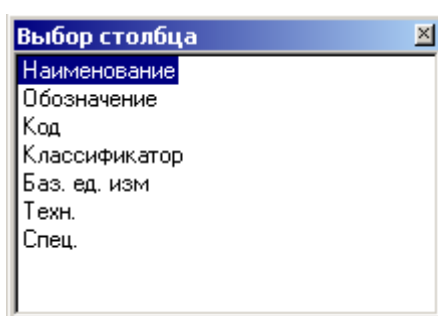 Выбор столбца
Наименование
Обозначение
Код
Классификатор
Баз. ед. изм
Техн.
Спец.